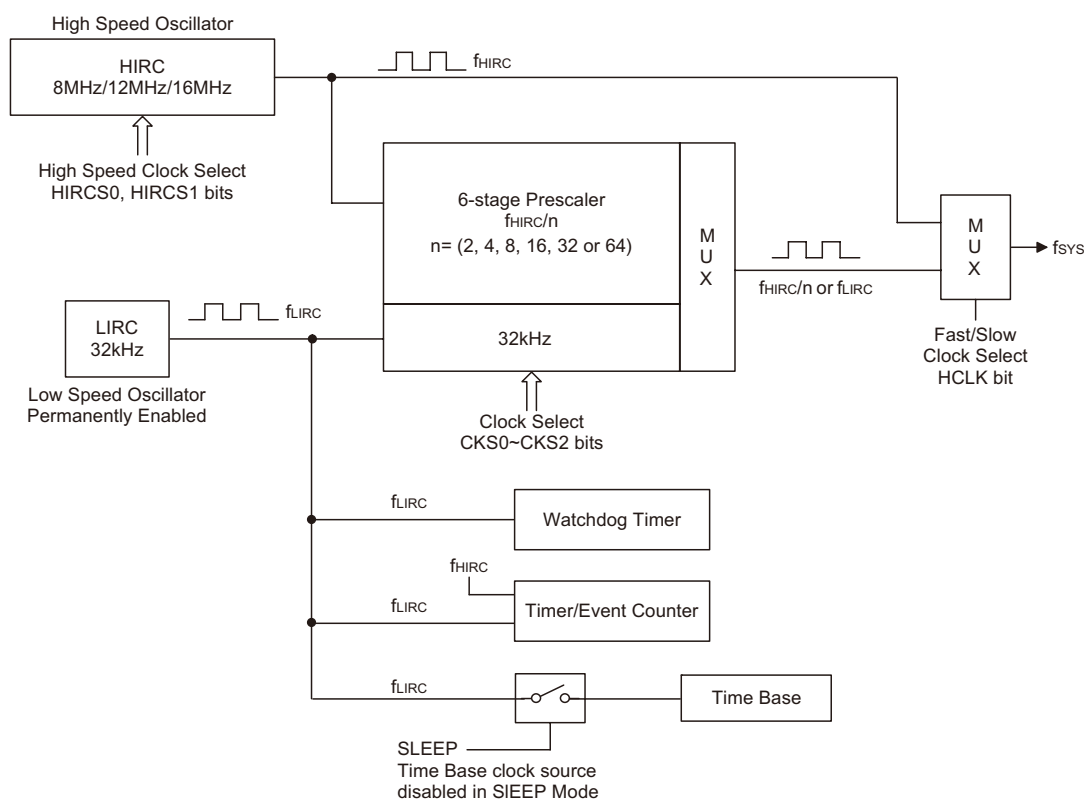 High Speed Oscillator
HIRC
8MHz/12MHz/16MHz
fHIRC
High Speed Clock Select
HIRCS0, HIRCS1 bits
6-stage Prescaler
fHIRC/n
n= (2, 4, 8, 16, 32 or 64)
M
U
X
M
U
X
fSYS
fHIRC/n or fLIRC
fLIRC
LIRC
32kHz
32kHz
Fast/Slow
Clock Select
HCLK bit
Low Speed Oscillator
Permanently Enabled
Clock Select
CKS0~CKS2 bits
fLIRC
Watchdog Timer
fHIRC
fLIRC
Timer/Event Counter
fLIRC
Time Base
SLEEP
Time Base clock source
disabled in SIEEP Mode